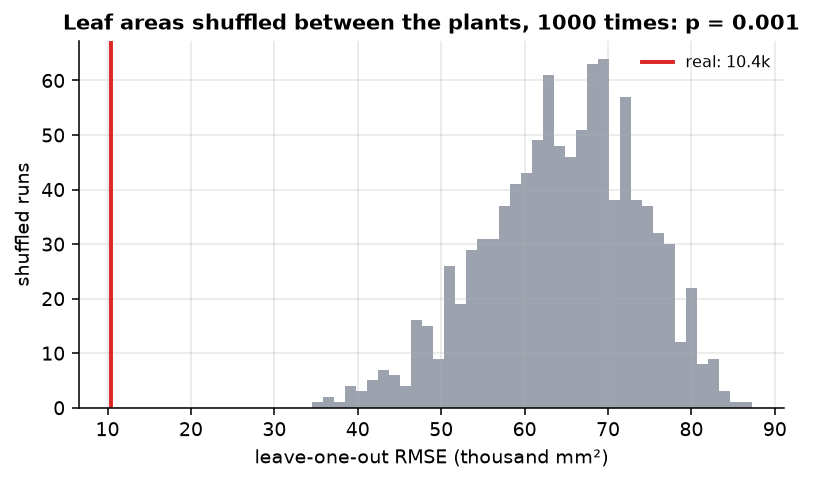 Leaf areas shuffled between the plants, 1000 times: p = 0.001
real: 10.4k
shuffled runs
60
50
40
30
20
10
0
10 20 30 40 50 60 70 80 90
leave-one-out RMSE (thousand mm²)